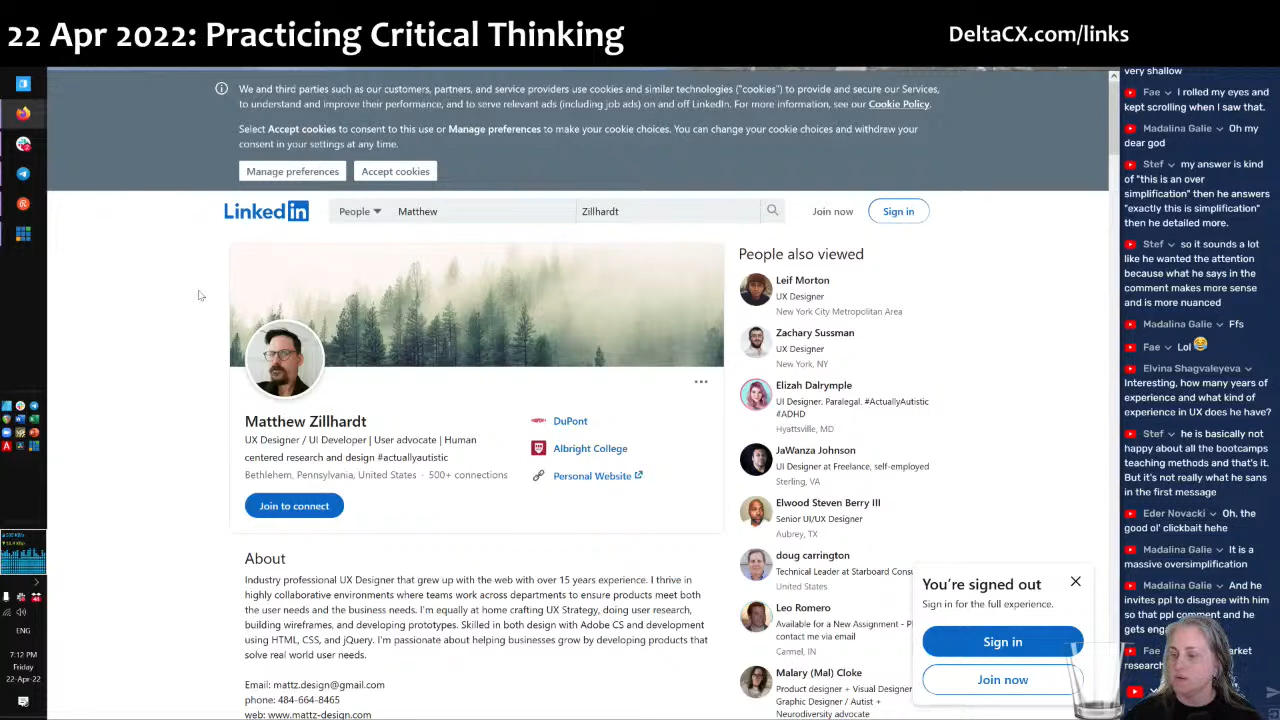 22 Apr 2022: Practicing Critical Thinking
DeltaCX.com/links
We and third parties such as our customers, partners, and service providers use cookies and similar technologies ("cookies") to provide and secure our Services,
to understand and improve their performance, and to serve relevant ads (including job ads) on and off LinkedIn. For more information, see our Cookie Policy.
Select Accept cookies to consent to this use or Manage preferences to make your cookie choices. You can change your cookie choices and withdraw your
consent in your settings at any time.
Manage preferences
Accept cookies
LinkedIn
People
Matthew
Zillhardt
Join now
Sign in
Matthew Zillhardt
UX Designer / UI Developer | User advocate | Human
centered research and design #actuallyautistic
Bethlehem, Pennsylvania, United States · 500+ connections
Join to connect
DuPont
Albright College
Personal Website
About
Industry professional UX Designer that grew up with the web with over 15 years experience. I thrive in
highly collaborative environments where teams work across departments to ensure products meet both
the user needs and the business needs. I'm equally at home crafting UX Strategy, doing user research,
building wireframes, and developing prototypes. Skilled in both design with Adobe CS and development
using HTML, CSS, and jQuery. I'm passionate about helping businesses grow by developing products that
solve real world user needs.
Email: mattz.design@gmail.com
phone: 484-664-8465
web: www.mattz-design.com
People also viewed
Leif Morton
UX Designer
New York City Metropolitan Area
Zachary Sussman
UX Designer
New York, NY
Elizah Dalrymple
UI Designer, Paralegal, #ActuallyAutistic
#ADHD
Hyattsville, MD
JaWanza Johnson
UI Designer at Freelance, self-employed
Sterling, VA
Elwood Steven Berry III
Senior UI/UX Designer
Aubrey, TX
doug carrington
Technical Leader at Starboard Consu
United States
Leo Romero
Available for a New Assignment - P
contact me via email
Carmel, IN
Malary (Mal) Cloke
Product designer + Visual Designer
Graphic Designer / Autist +
Neurodiversity advocate
You're signed out
Sign in for the full experience.
Sign in
Join now
very shallow
Fae I rolled my eyes and
kept scrolling when I saw that.
Madalina Galie Oh my
dear god
Stef my answer is kind
of "this is an over
simplification" then he answers
"exactly this is simplification"
then he detailed more.
Stef so it sounds a lot
like he wanted the attention
because what he says in the
comment makes more sense
and is more nuanced
Madalina Galie Ffs
Fae Lol 😂
Elvina Shagvaleyeva
Interesting, how many years of
experience and what kind of
experience in UX does he have?
Stef he is basically not
happy about all the bootcamps
teaching methods and that's it.
But it's not really what he sans
in the first message
Eder Novacki Oh, the
good ol' clickbait hehe
Madalina Galie It is a
massive oversimplification
Madalina Galie And he
invites ppl to disagree with him
so that ppl comment and
gets eng
Fae
research
ENG
7:12 PM
Friday
22-Apr-22